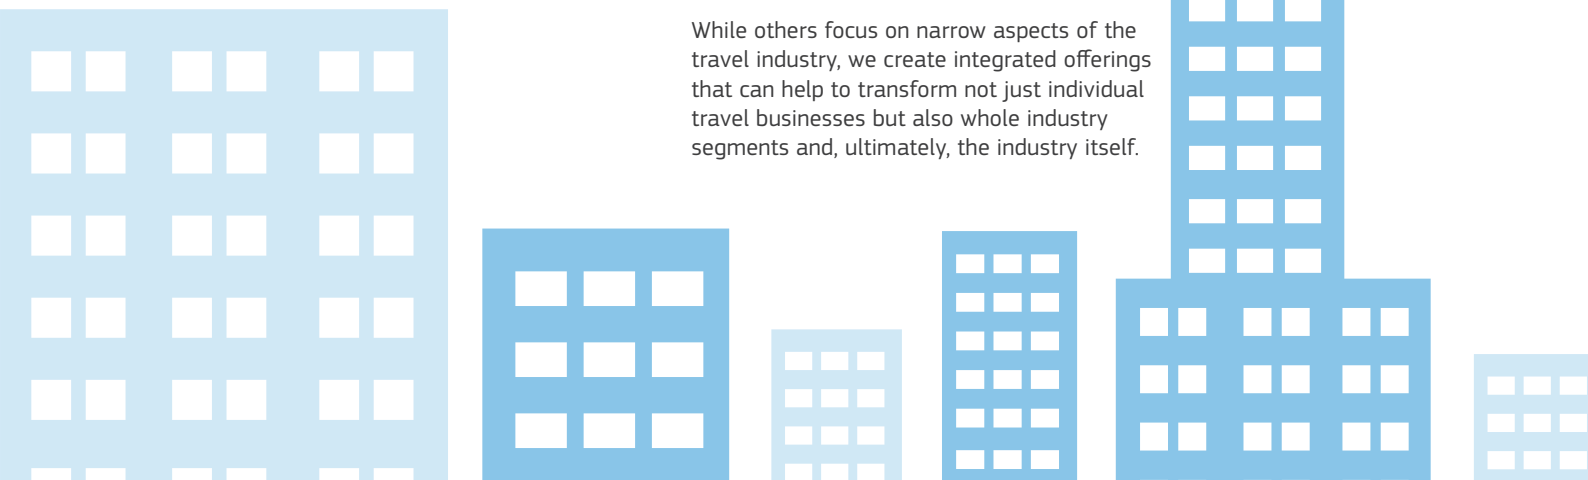 While others focus on narrow aspects of the
travel industry, we create integrated offerings
that can help to transform not just individual
travel businesses but also whole industry
segments and, ultimately, the industry itself.